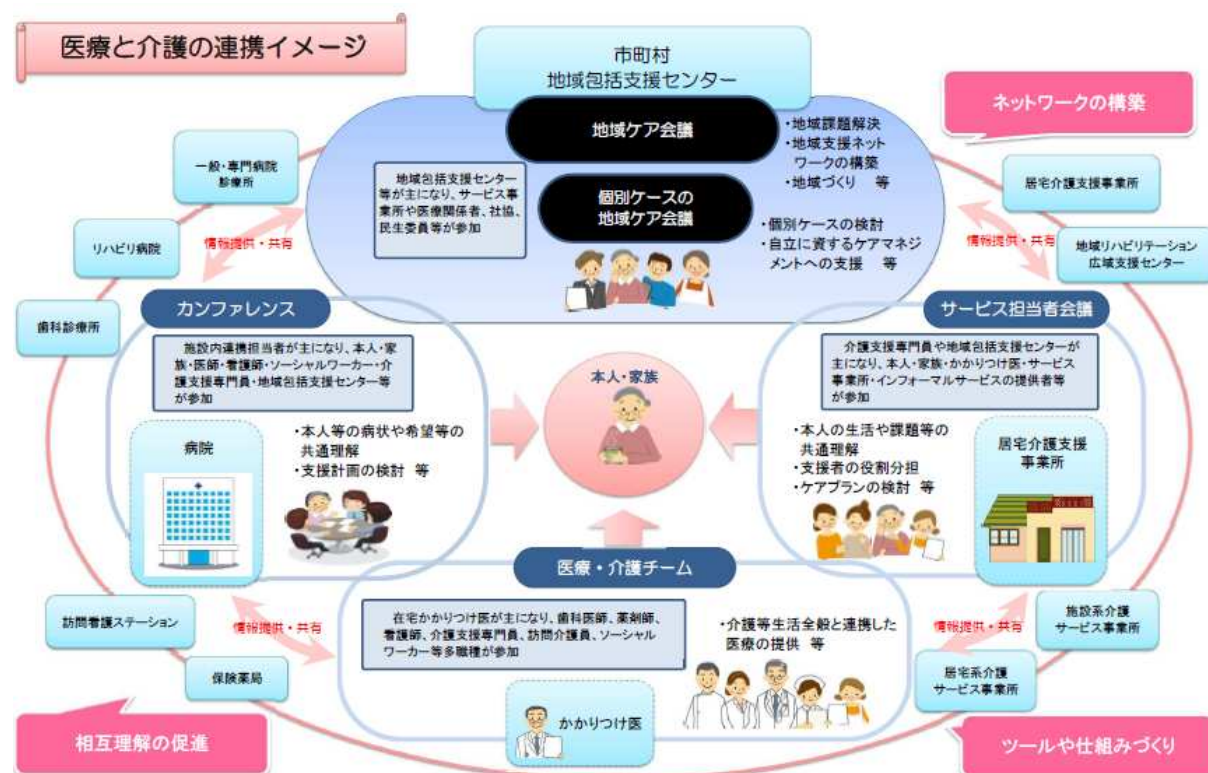 医療と介護の連携イメージ
市町村
地域包括支援センター
ネットワークの構築
地域ケア会議
・地域課題解決
・地域支援ネット
ワークの構築
・地域づくり 等
地域包括支援センター
等が主になり、サービス事
業所や医療関係者、社協、
民生委員等が参加
個別ケースの
地域ケア会議
・個別ケースの検討
・自立に資するケアマネジ
メントへの支援 等
一般・専門病院
診療所
リハビリ病院
歯科診療所
情報提供・共有
居宅介護支援事業所
地域リハビリテーション
広域支援センター
情報提供・共有
カンファレンス
施設内連携担当者が主になり、本人・家
族・医師・看護師・ソーシャルワーカー・介
護支援専門員・地域包括支援センター等
が参加
病院
・本人等の病状や希望等の
共通理解
・支援計画の検討 等
本人・家族
サービス担当者会議
介護支援専門員や地域包括支援センターが
主になり、本人・家族・かかりつけ医・サービス
事業所・インフォーマルサービスの提供者等
が参加
・本人の生活や課題等の
共通理解
・支援者の役割分担
・ケアプランの検討 等
居宅介護支援
事業所
医療・介護チーム
在宅かかりつけ医が主になり、歯科医師、薬剤師、
看護師、介護支援専門員、訪問介護員、ソーシャル
ワーカー等多職種が参加
・介護等生活全般と連携した
医療の提供 等
かかりつけ医
訪問看護ステーション
保険薬局
情報提供・共有
情報提供・共有
施設系介護
サービス事業所
居宅系介護
サービス事業所
相互理解の促進
ツールや仕組みづくり